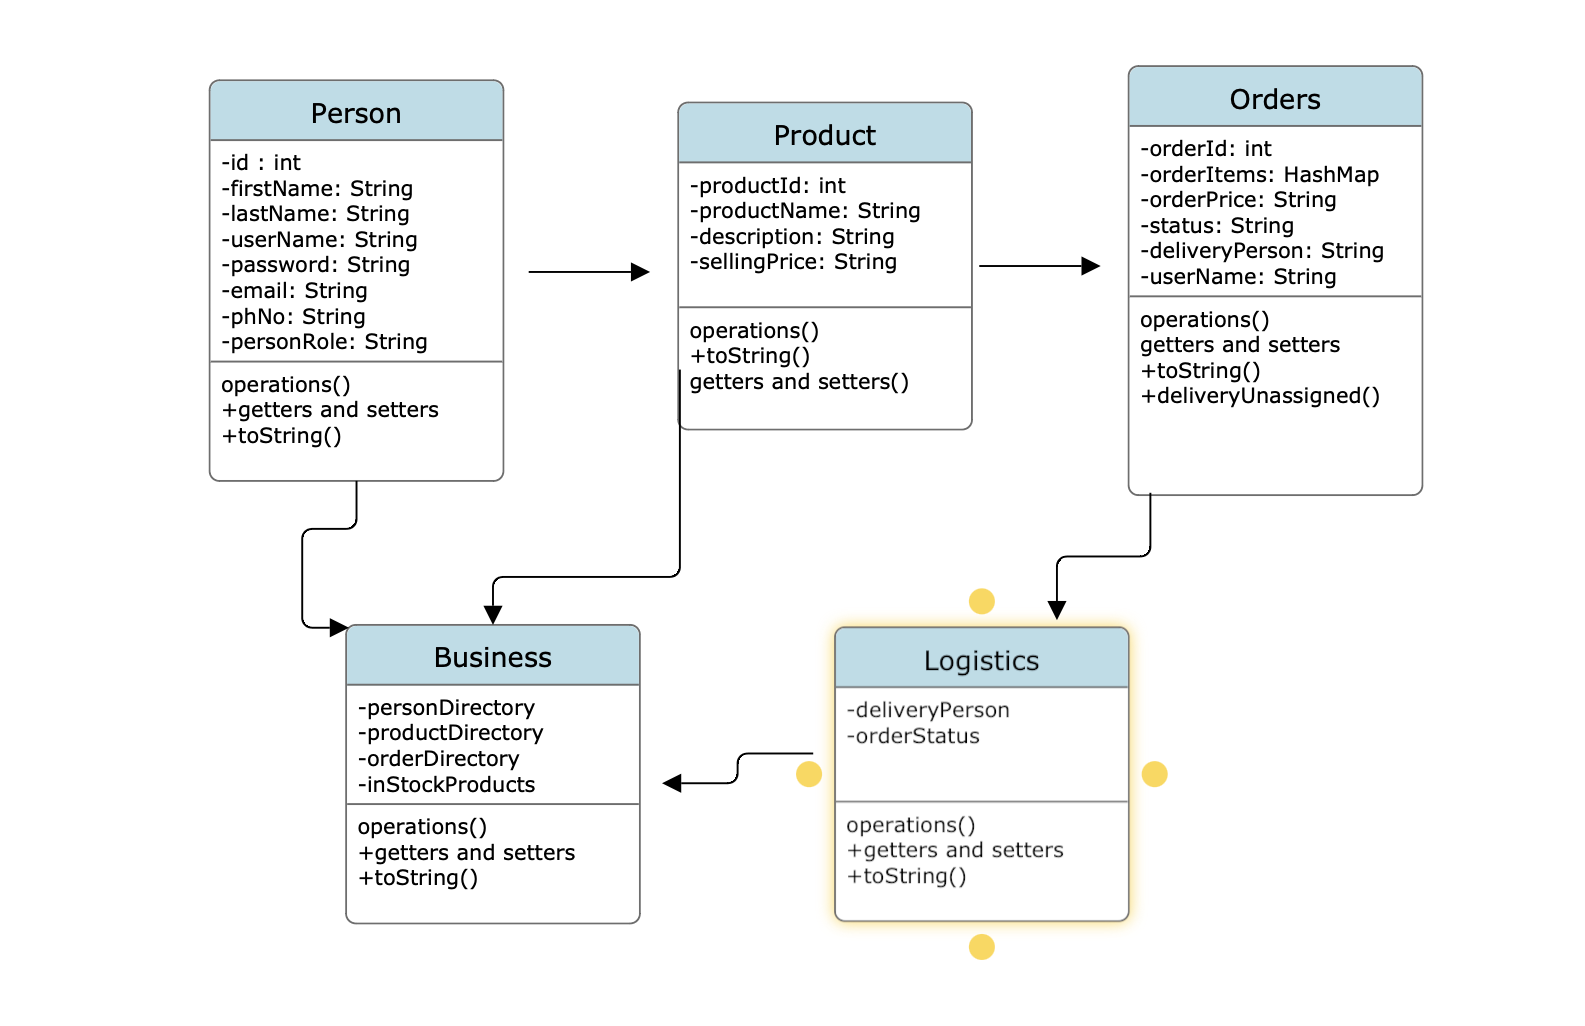 Person
-id : int
-firstName: String
-lastName: String
-userName: String
-password: String
-email: String
-phNo: String
-personRole: String
operations()
+getters and setters
+toString()
Product
-productId: int
-productName: String
-description: String
-sellingPrice: String
operations()
+toString()
getters and setters()
Orders
-orderId: int
-orderItems: HashMap
-orderPrice: String
-status: String
-deliveryPerson: String
-userName: String
operations()
getters and setters
+toString()
+deliveryUnassigned()
Business
-personDirectory
-productDirectory
-orderDirectory
-inStockProducts
operations()
+getters and setters
+toString()
Logistics
-deliveryPerson
-orderStatus
operations()
+getters and setters
+toString()